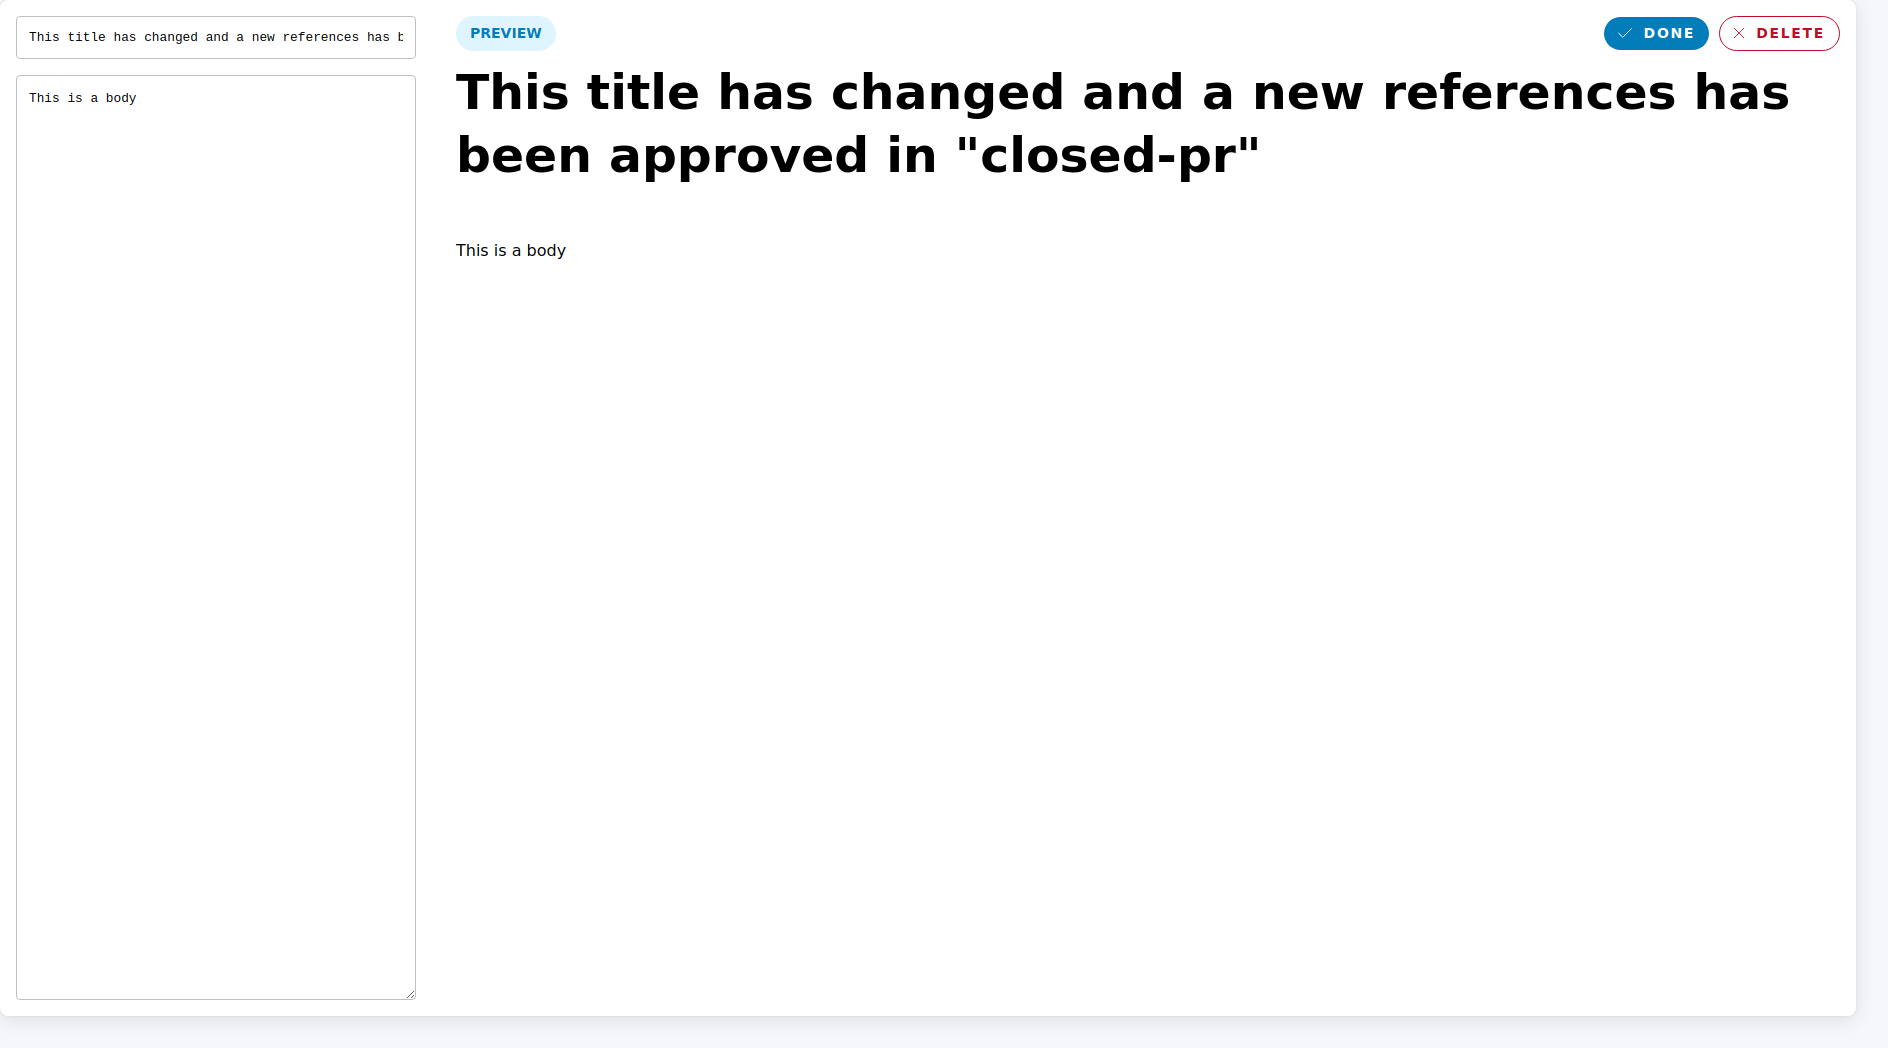 This title has changed and a new references has b
This is a body
PREVIEW
DONE
DELETE
This title has changed and a new references has
been approved in "closed-pr"
This is a body